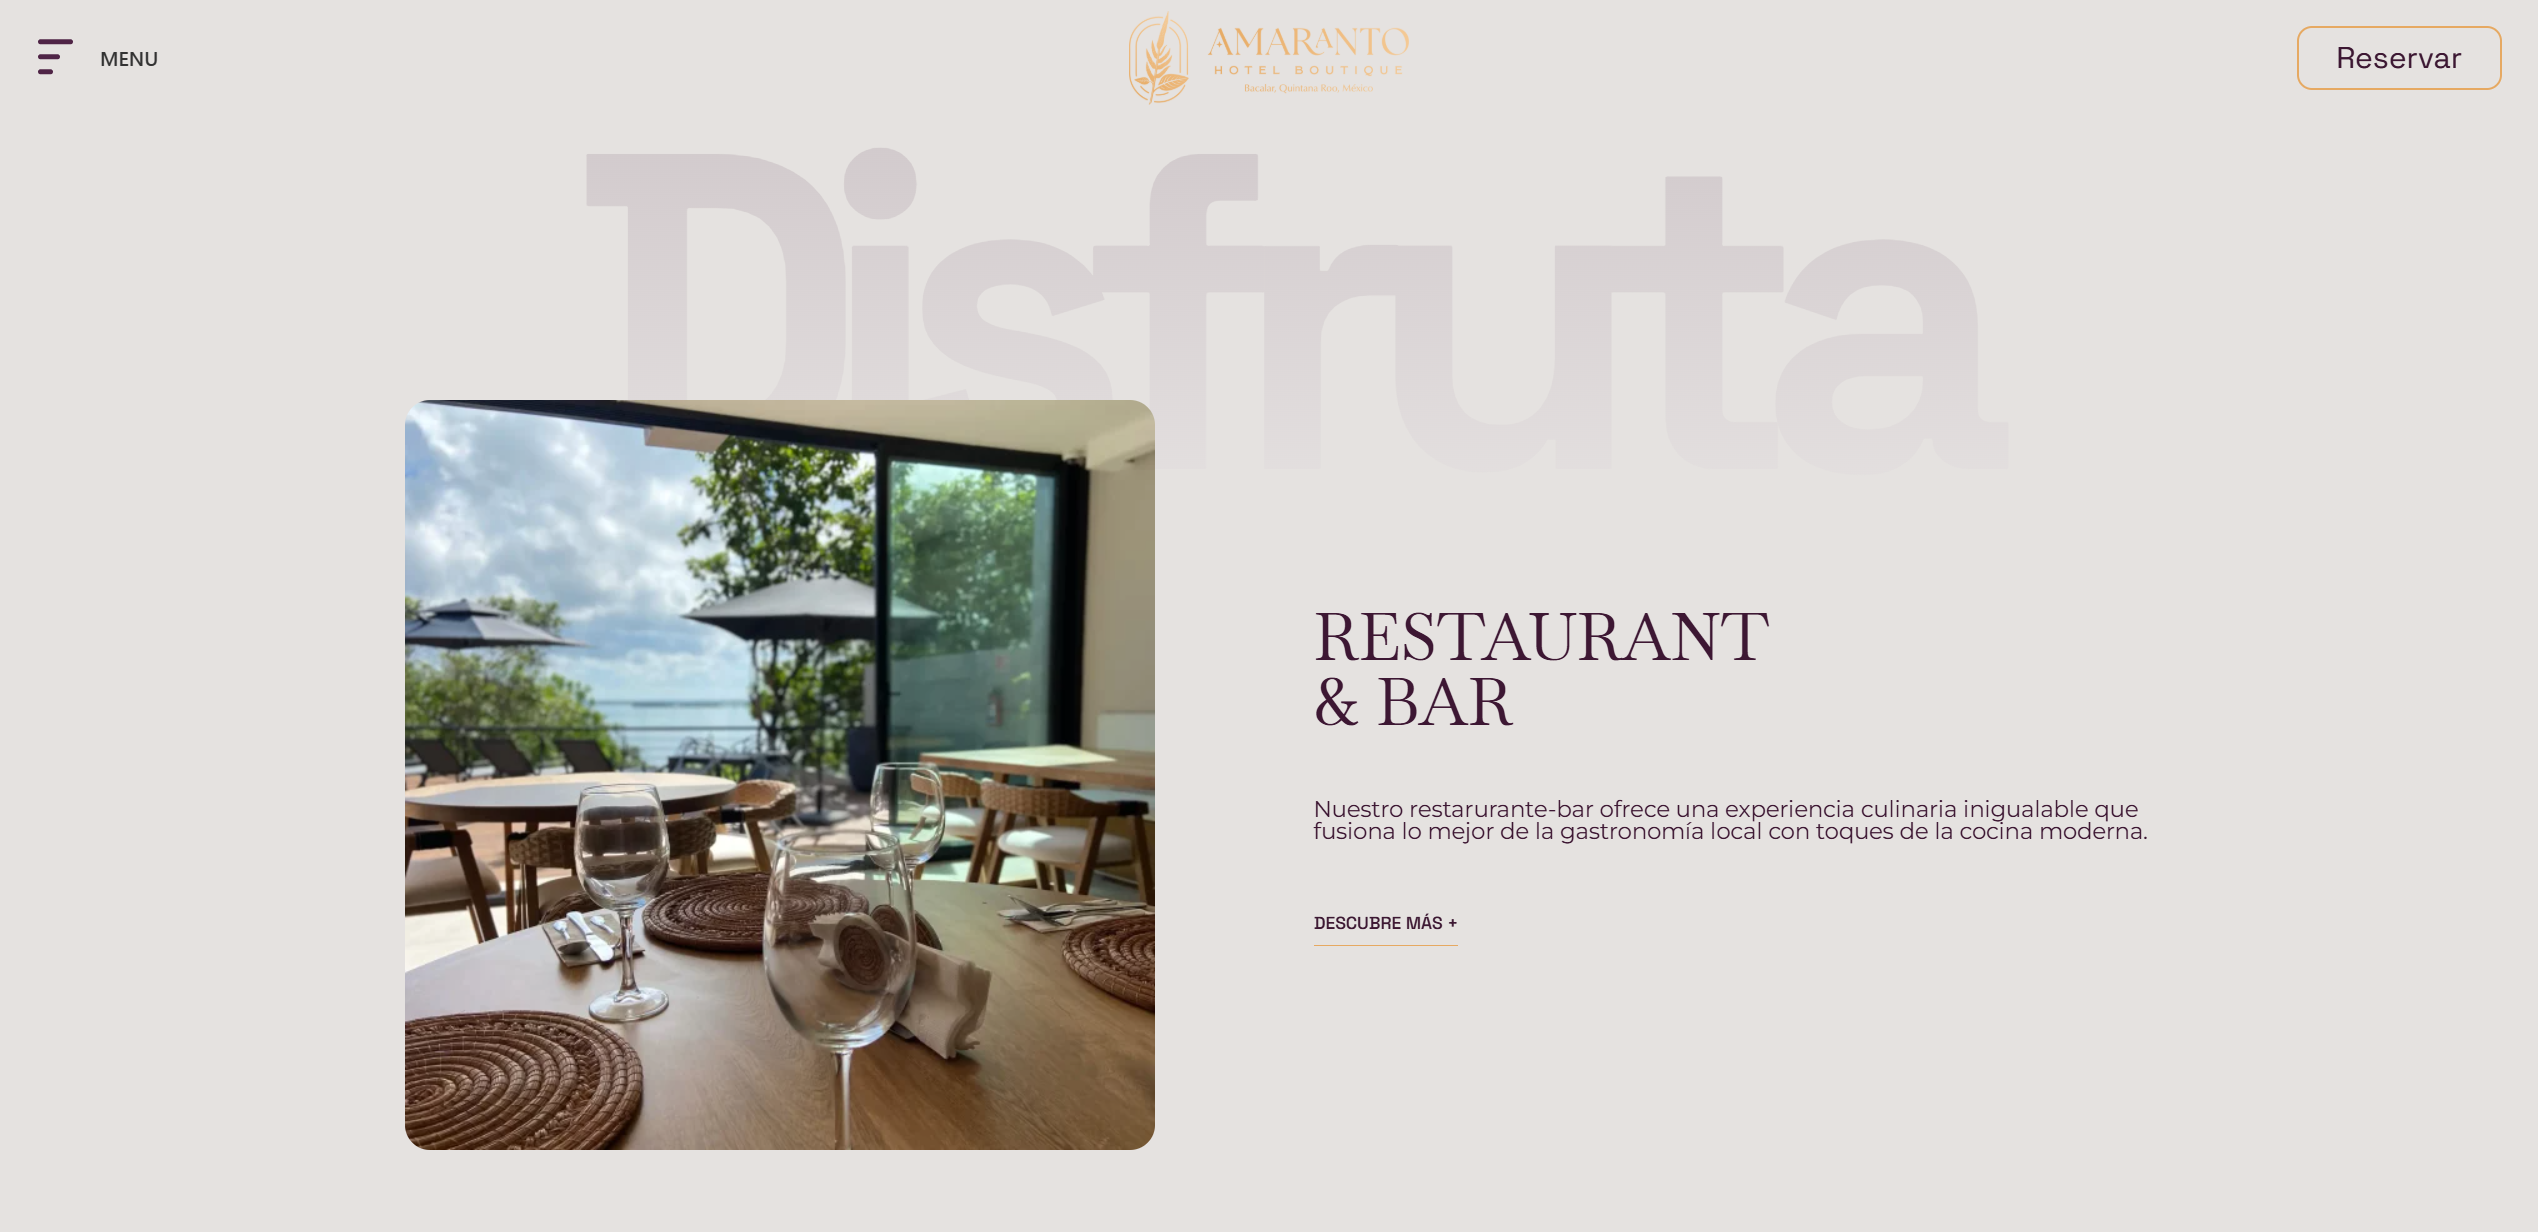 MENU
AMARANTO
HOTEL BOUTIQUE
Bacalar, Quintana Roo, México
Reservar
Disfruta
RESTAURANT
& BAR
Nuestro restarurante-bar ofrece una experiencia culinaria inigualable que
fusiona lo mejor de la gastronomía local con toques de la cocina moderna.
DESCUBRE MÁS +